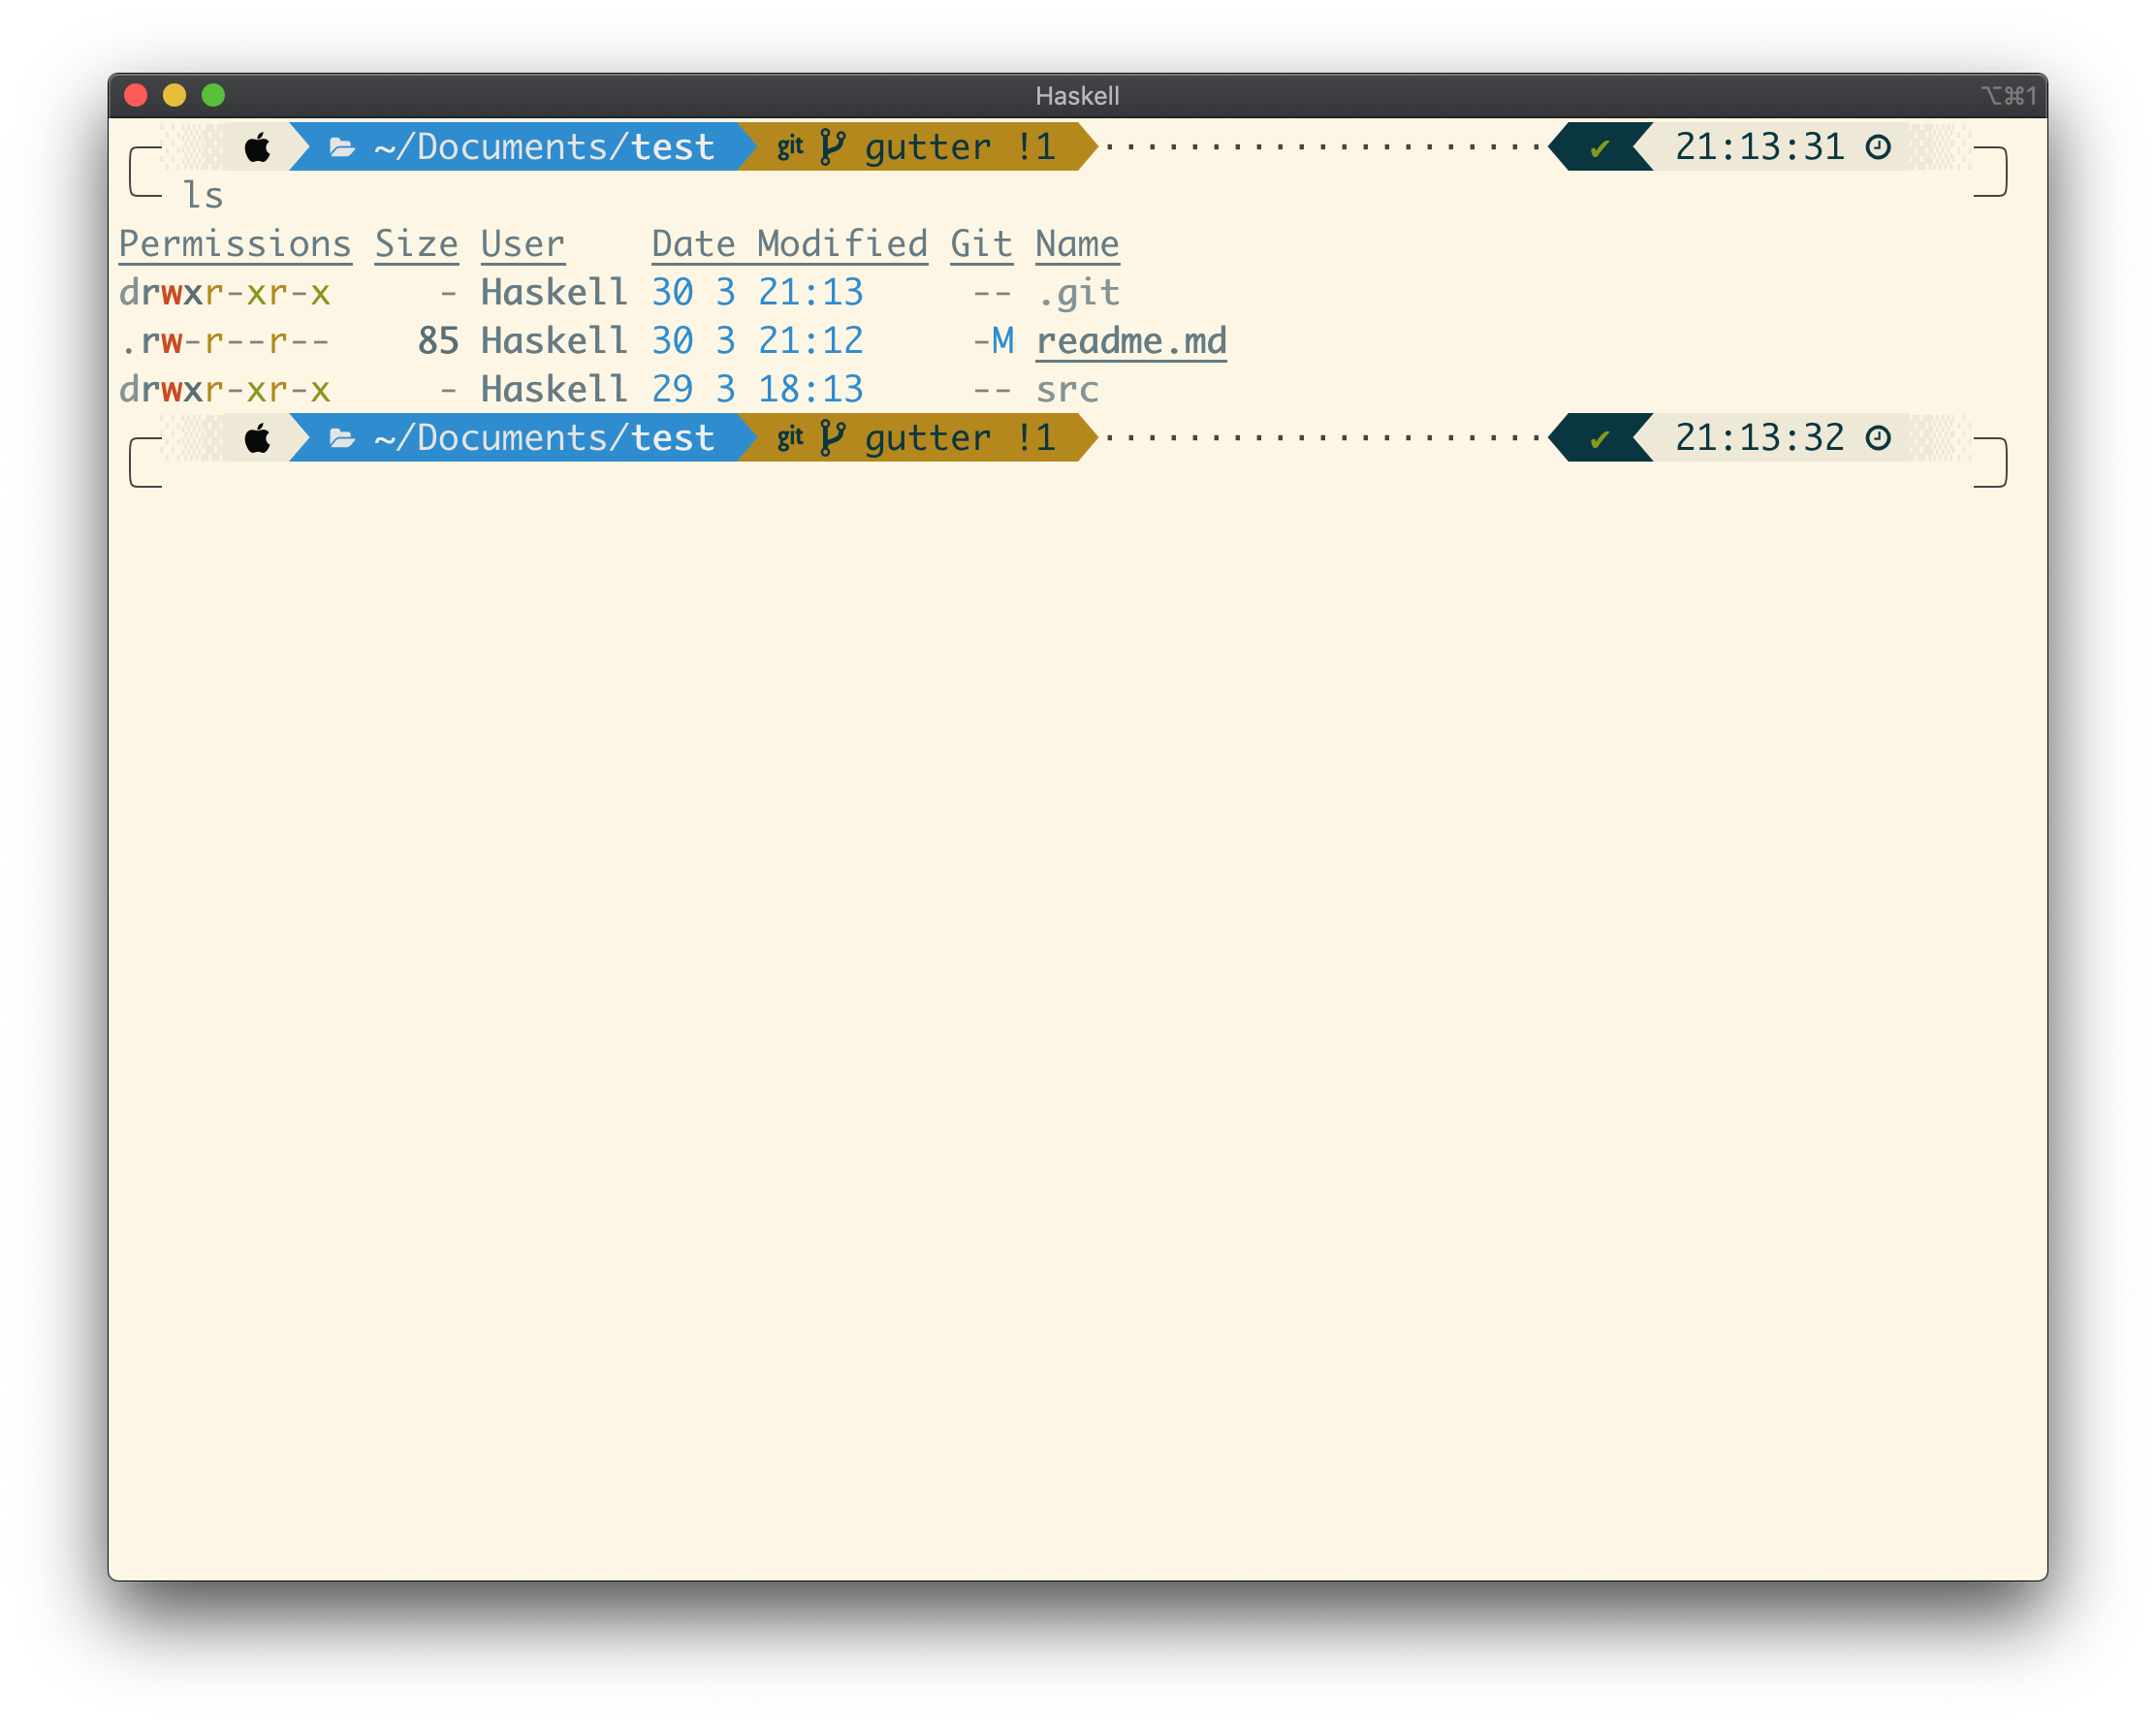 Haskell ⌥⌘1
~/Documents/test git gutter !1 ····················· ✔ 21:13:31
ls
Permissions Size User Date Modified Git Name
drwxr-xr-x - Haskell 30 3 21:13 -- .git
.rw-r--r-- 85 Haskell 30 3 21:12 -M readme.md
drwxr-xr-x - Haskell 29 3 18:13 -- src
~/Documents/test git gutter !1 ····················· ✔ 21:13:32